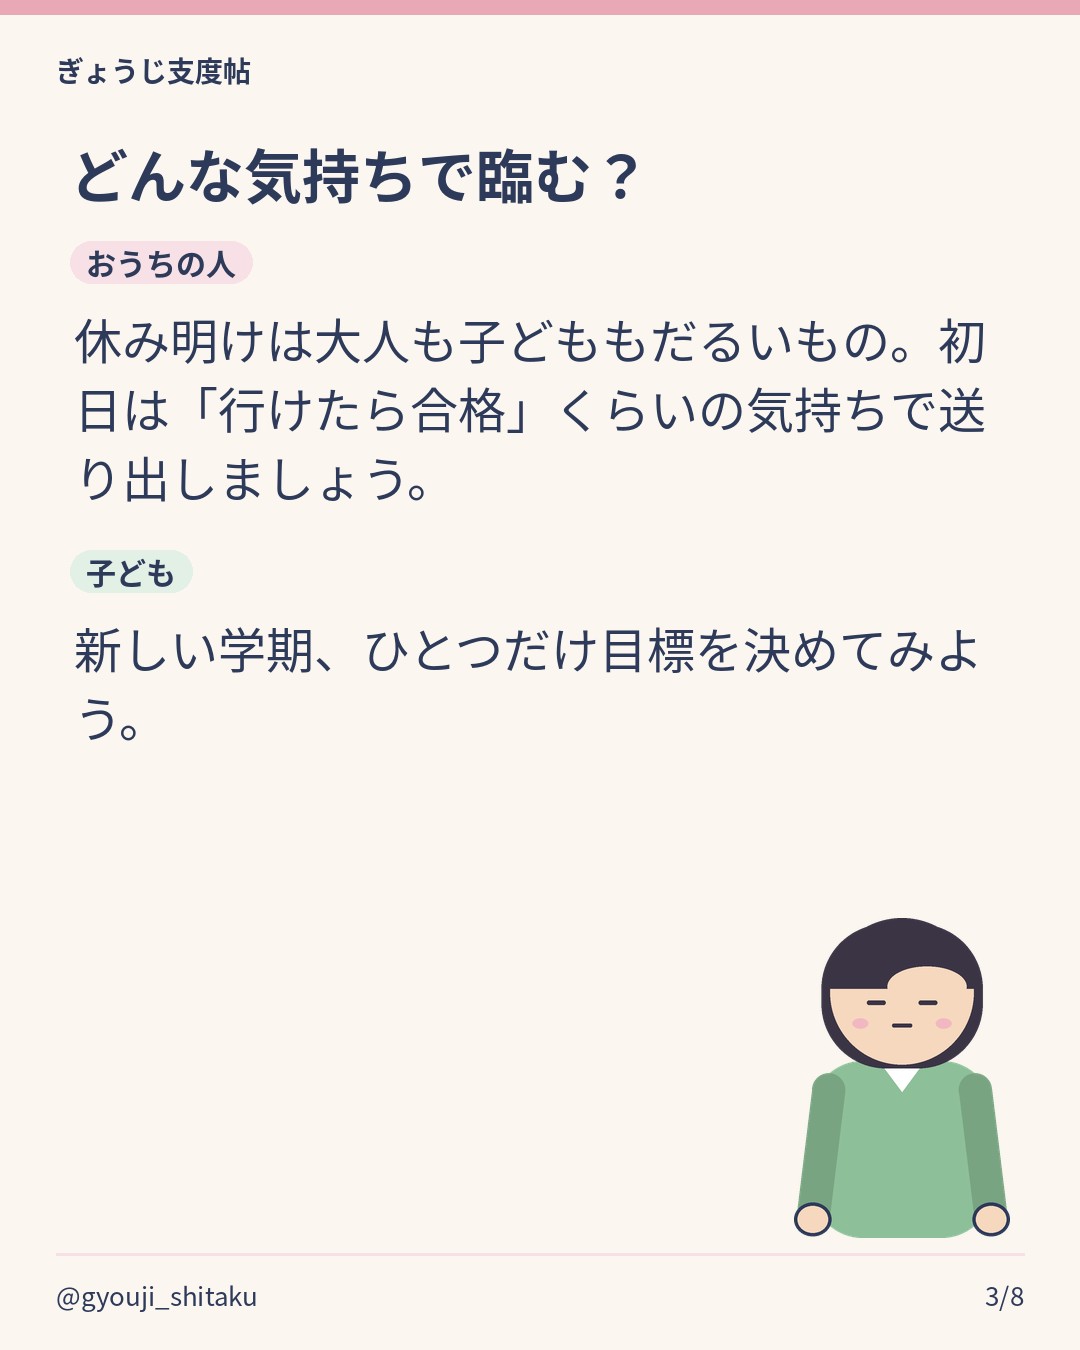 ぎょうじ支度帖
どんな気持ちで臨む？
おうちの人
休み明けは大人も子どももだるいもの。初
日は「行けたら合格」くらいの気持ちで送
り出しましょう。
子ども
新しい学期、ひとつだけ目標を決めてみよ
う。
@gyouji_shitaku
3/8